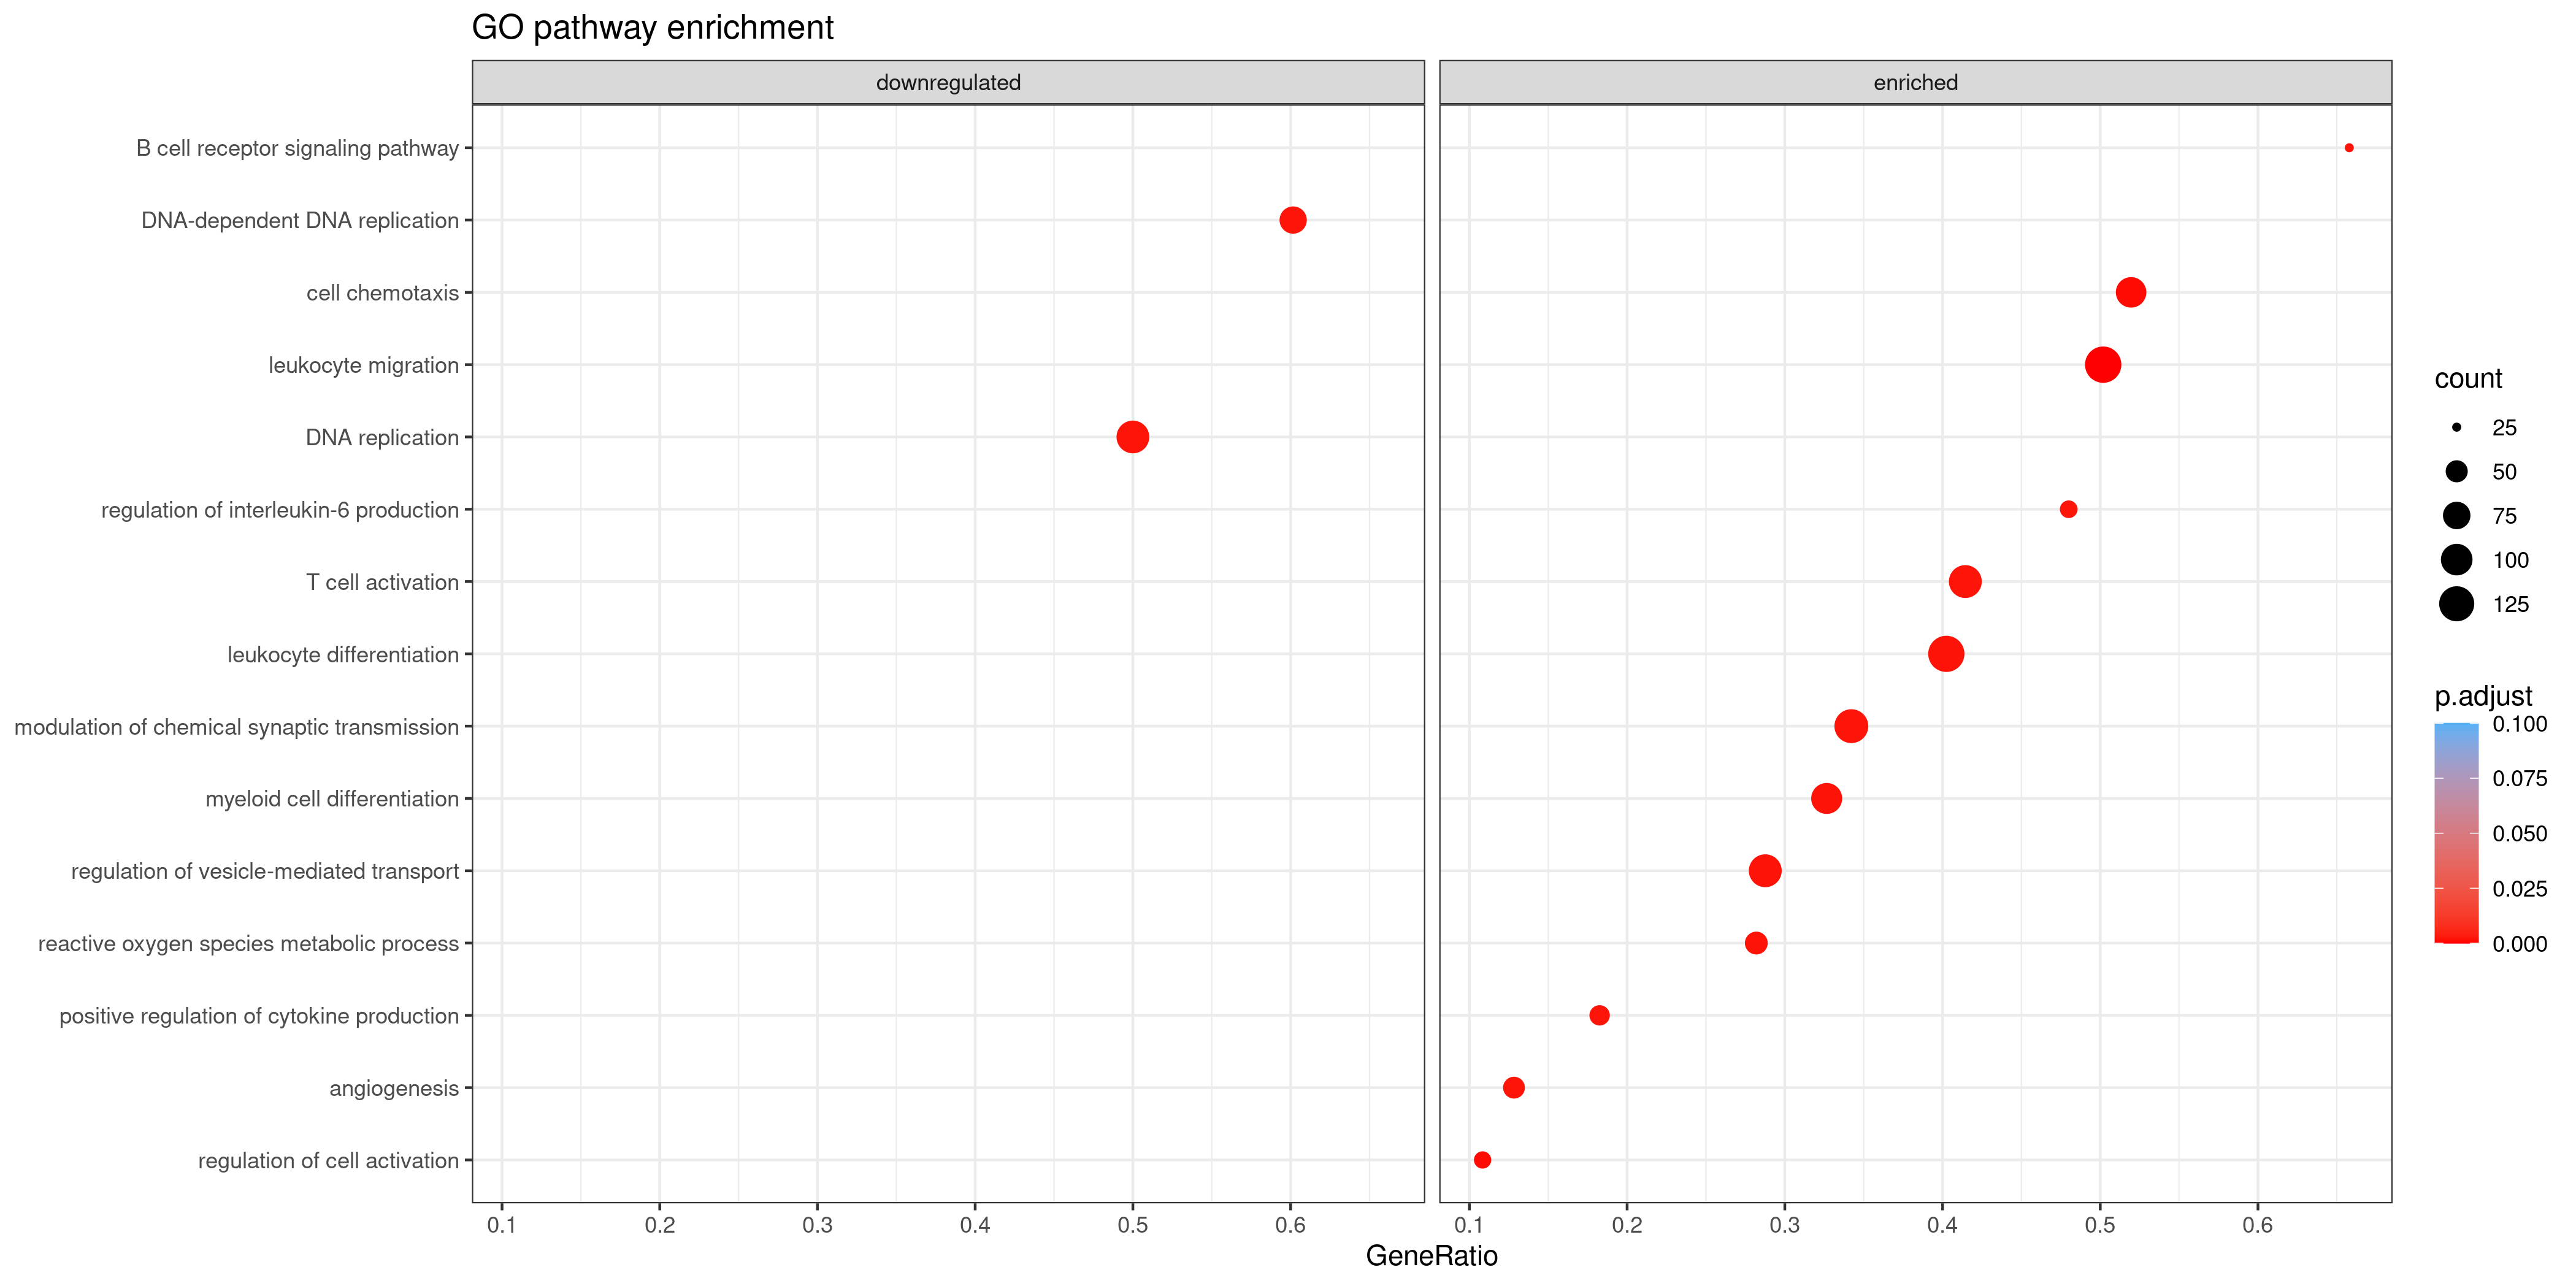 GO pathway enrichment
downregulated
enriched
B cell receptor signaling pathway
DNA-dependent DNA replication
cell chemotaxis
leukocyte migration
DNA replication
regulation of interleukin-6 production
T cell activation
leukocyte differentiation
modulation of chemical synaptic transmission
myeloid cell differentiation
regulation of vesicle-mediated transport
reactive oxygen species metabolic process
positive regulation of cytokine production
angiogenesis
regulation of cell activation
0.1 0.2 0.3 0.4 0.5 0.6
0.1 0.2 0.3 0.4 0.5 0.6
GeneRatio
count
25
50
75
100
125
p.adjust
0.100
0.075
0.050
0.025
0.000